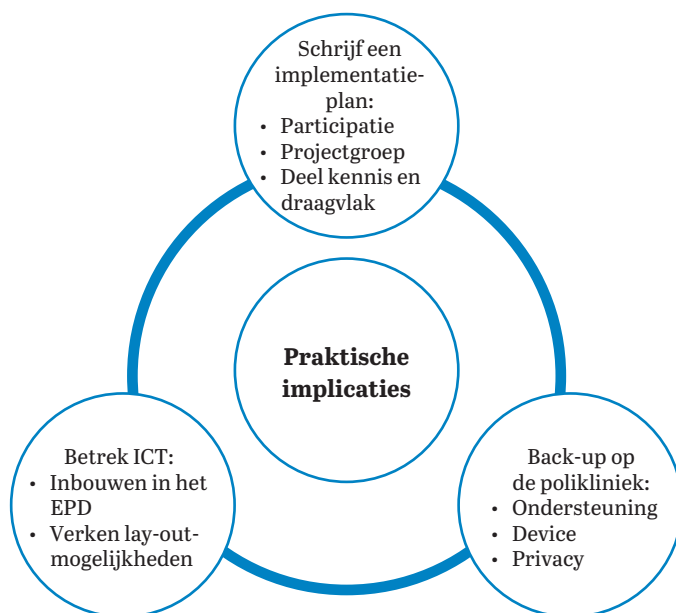 Schrijf een
implementatie-
plan:
• Participatie
• Projectgroep
• Deel kennis en
draagvlak
Praktische
implicaties
Betrek ICT:
• Inbouwen in het
EPD
• Verken lay-out-
mogelijkheden
Back-up op
de polikliniek:
• Ondersteuning
• Device
• Privacy